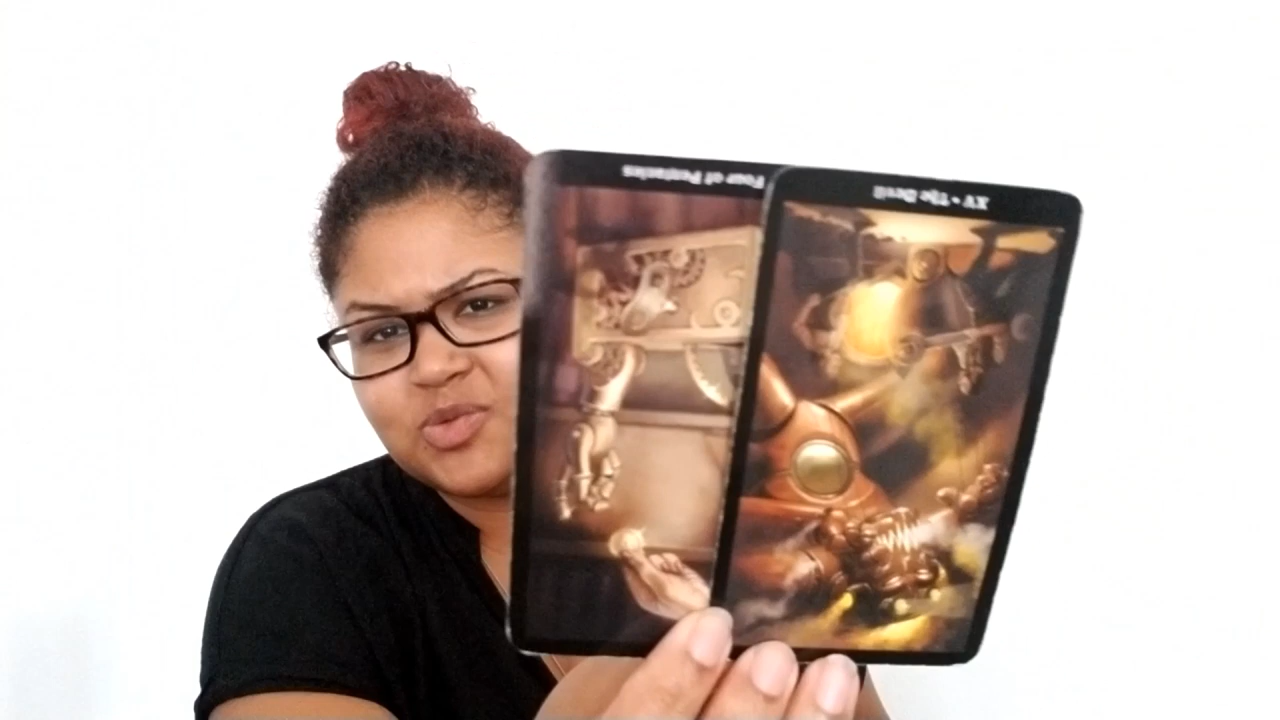 Four of Pentacles
XV • The Devil